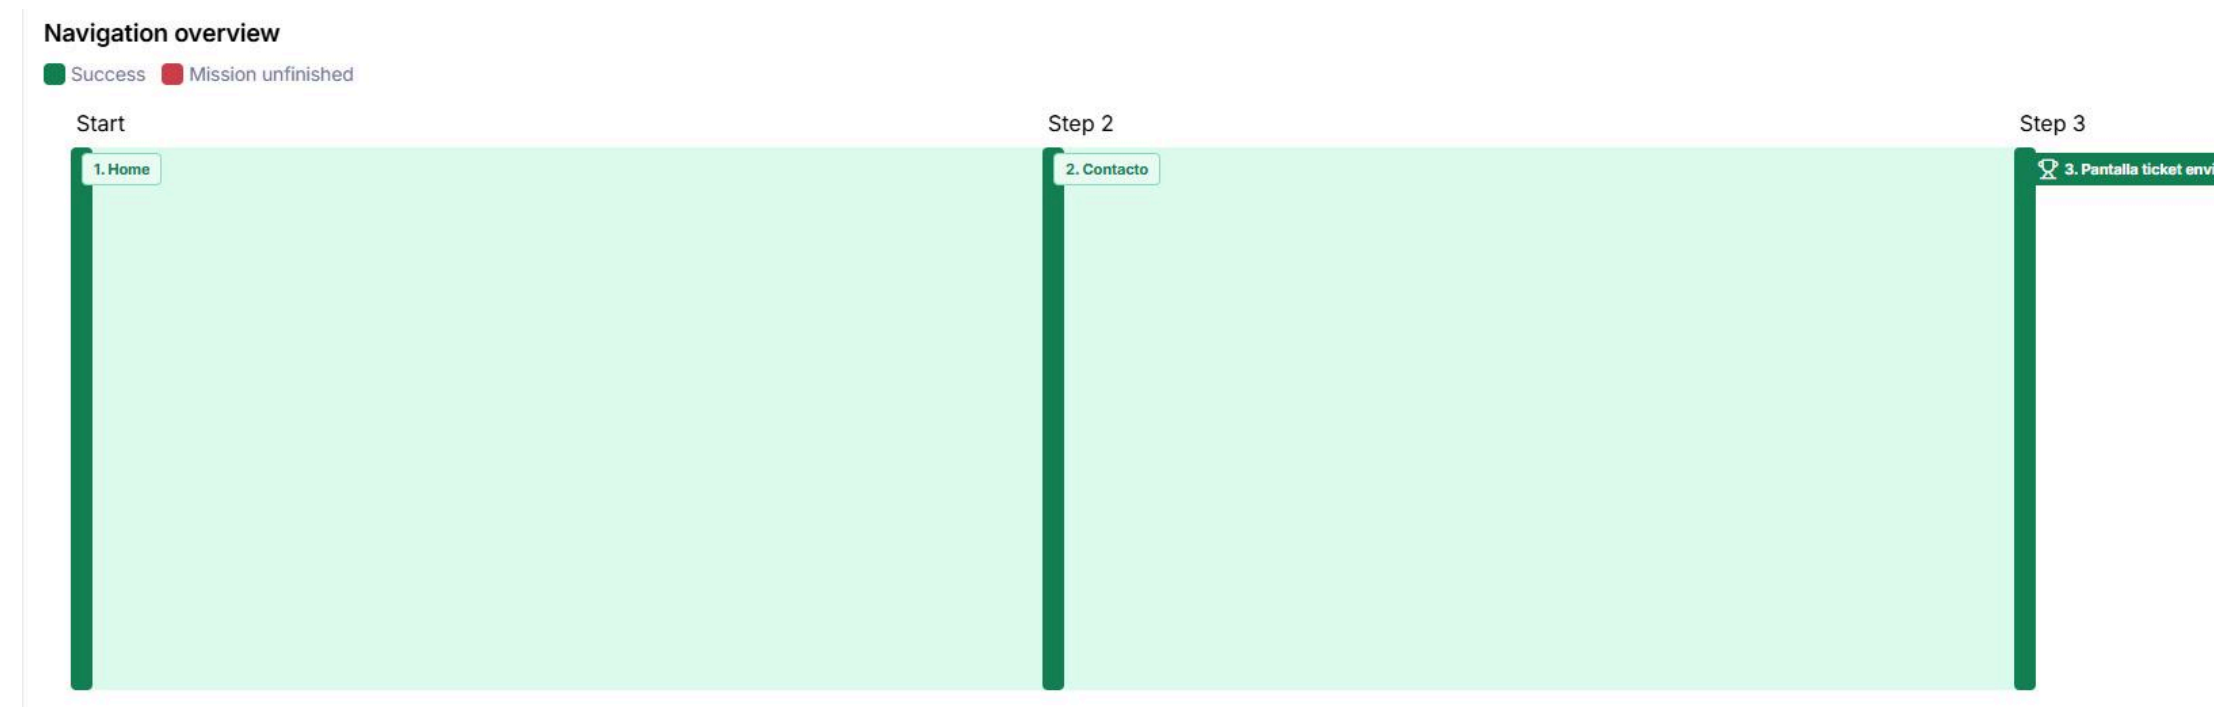 Navigation overview
Success Mission unfinished
Start Step 2 Step 3
1. Home 2. Contacto 3. Pantalla ticket